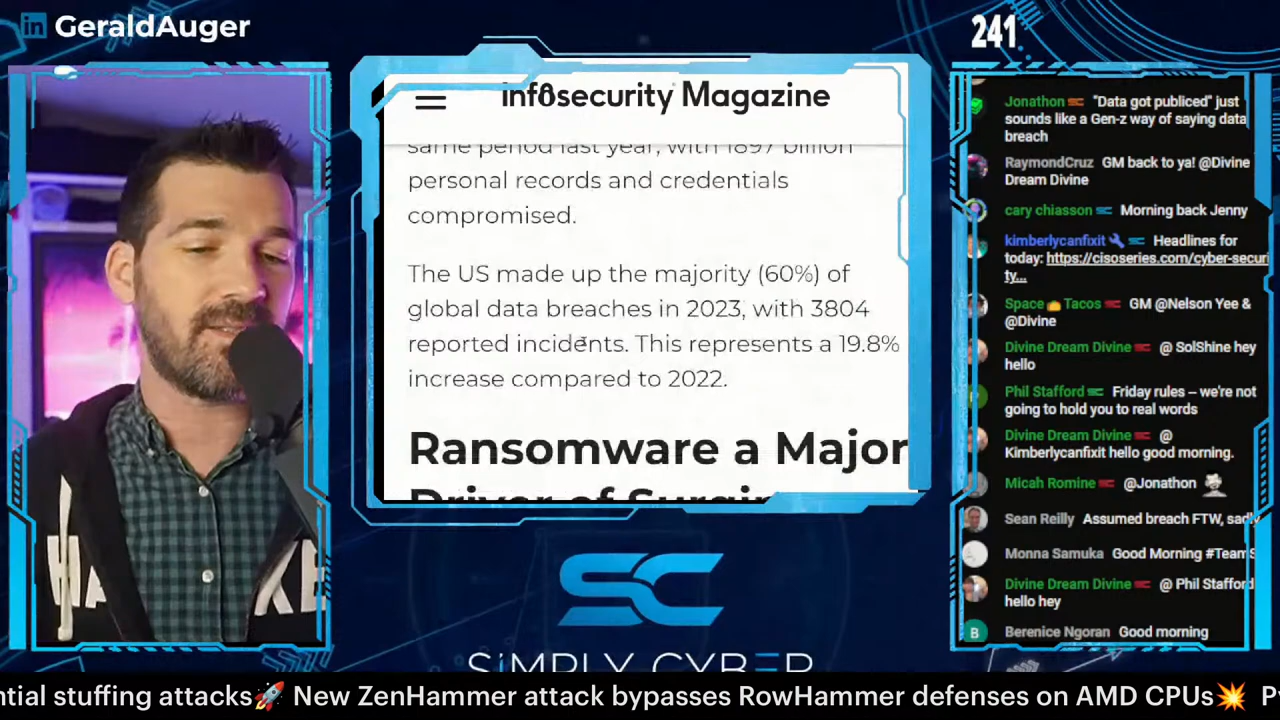 in GeraldAuger
241
Infosecurity Magazine
same period last year, with 1897 billion
personal records and credentials
compromised.
The US made up the majority (60%) of
global data breaches in 2023, with 3804
reported incidents. This represents a 19.8%
increase compared to 2022.
Ransomware a Major
Driver of Surgin
SC
SIMPLY CYBER
Jonathon "Data got publiced" just
sounds like a Gen-z way of saying data
breach
RaymondCruz GM back to ya! @Divine
Dream Divine
cary chiasson Morning back Jenny
kimberlycanfixit Headlines for
today: https://cisoseries.com/cyber-securi
ty...
Space🌮Tacos GM @Nelson Yee &
@Divine
Divine Dream Divine @ SolShine hey
hello
Phil Stafford Friday rules – we're not
going to hold you to real words
Divine Dream Divine @
Kimberlycanfixit hello good morning.
Micah Romine @Jonathon
Sean Reilly Assumed breach FTW, sadly
Monna Samuka Good Morning #TeamS
Divine Dream Divine @ Phil Stafford
hello hey
B Berenice Ngoran Good morning
ntial stuffing attacks🚀 New ZenHammer attack bypasses RowHammer defenses on AMD CPUs💥 P